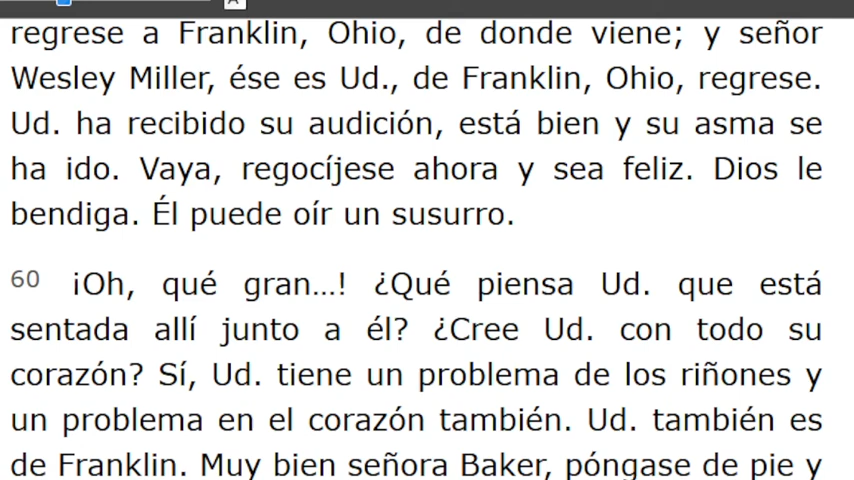 regrese a Franklin, Ohio, de donde viene; y señor
Wesley Miller, ése es Ud., de Franklin, Ohio, regrese.
Ud. ha recibido su audición, está bien y su asma se
ha ido. Vaya, regocíjese ahora y sea feliz. Dios le
bendiga. Él puede oír un susurro.
60 ¡Oh, qué gran…! ¿Qué piensa Ud. que está
sentada allí junto a él? ¿Cree Ud. con todo su
corazón? Sí, Ud. tiene un problema de los riñones y
un problema en el corazón también. Ud. también es
de Franklin. Muy bien señora Baker, póngase de pie y